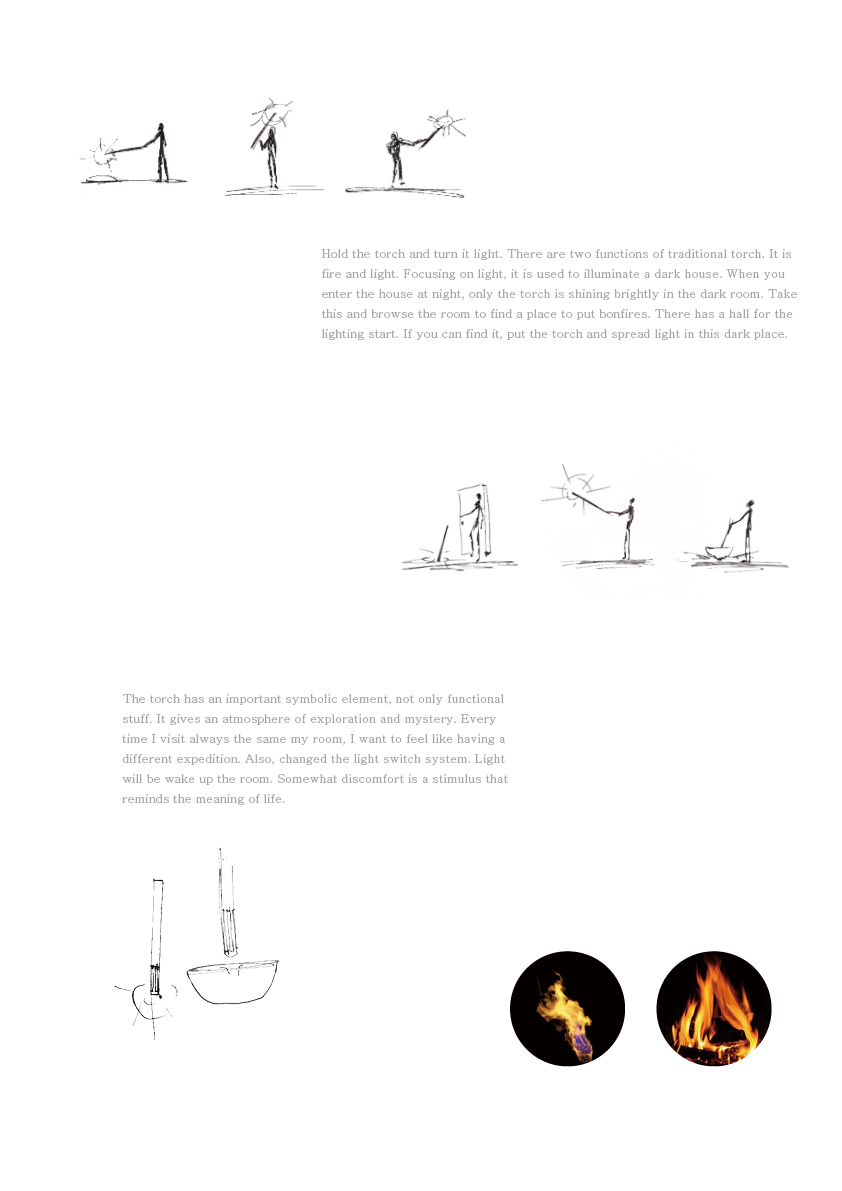 Hold the torch and turn it light. There are two functions of traditional torch. It is
fire and light. Focusing on light, it is used to illuminate a dark house. When you
enter the house at night, only the torch is shining brightly in the dark room. Take
this and browse the room to find a place to put bonfires. There has a hall for the
lighting start. If you can find it, put the torch and spread light in this dark place.
The torch has an important symbolic element, not only functional
stuff. It gives an atmosphere of exploration and mystery. Every
time I visit always the same my room, I want to feel like having a
different expedition. Also, changed the light switch system. Light
will be wake up the room. Somewhat discomfort is a stimulus that
reminds the meaning of life.